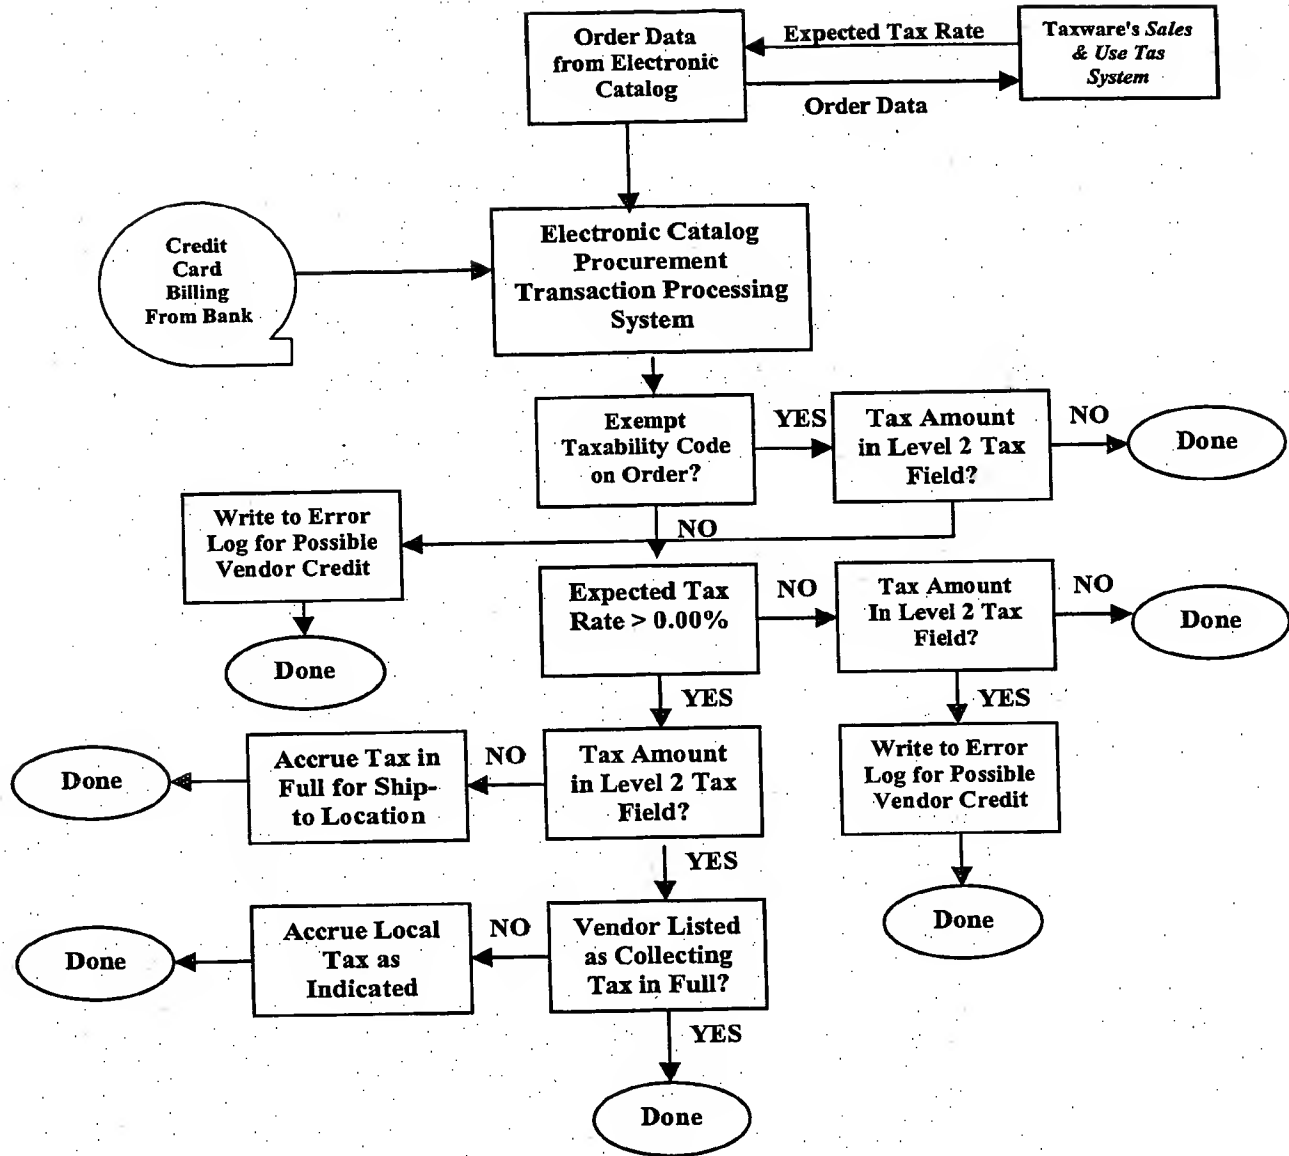 Order Data
from Electronic
Catalog
Expected Tax Rate
Order Data
Taxware's Sales
& Use Tas
System
Credit
Card
Billing
From Bank
Electronic Catalog
Procurement
Transaction Processing
System
Exempt
Taxability Code
on Order?
YES
Tax Amount
in Level 2 Tax
Field?
NO
Done
Write to Error
Log for Possible
Vendor Credit
NO
Done
Expected Tax
Rate > 0.00%
NO
Tax Amount
In Level 2 Tax
Field?
NO
Done
YES
YES
Done
Accrue Tax in
Full for Ship-
to Location
NO
Tax Amount
in Level 2 Tax
Field?
Write to Error
Log for Possible
Vendor Credit
YES
Done
Done
Accrue Local
Tax as
Indicated
NO
Vendor Listed
as Collecting
Tax in Full?
YES
Done